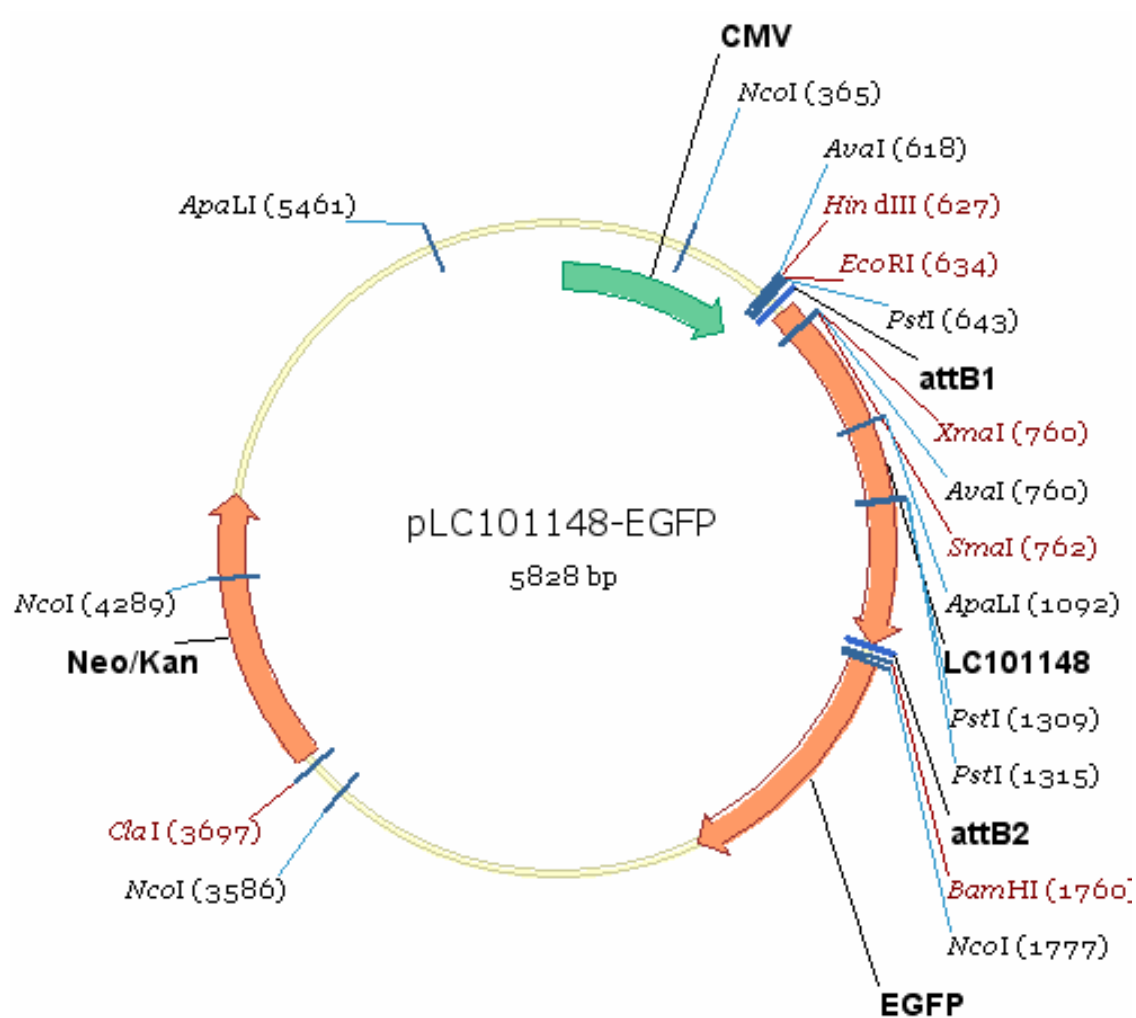 CMV
NcoI (365)
AvaI (618)
ApaLI (5461)
Hin dIII (627)
EcoRI (634)
PstI (643)
attB1
XmaI (760)
AvaI (760)
pLC101148-EGFP
SmaI (762)
5828 bp
NcoI (4289)
ApaLI (1092)
Neo/Kan
LC101148
PstI (1309)
PstI (1315)
ClaI (3697)
attB2
NcoI (3586)
BamHI (1760)
NcoI (1777)
EGFP